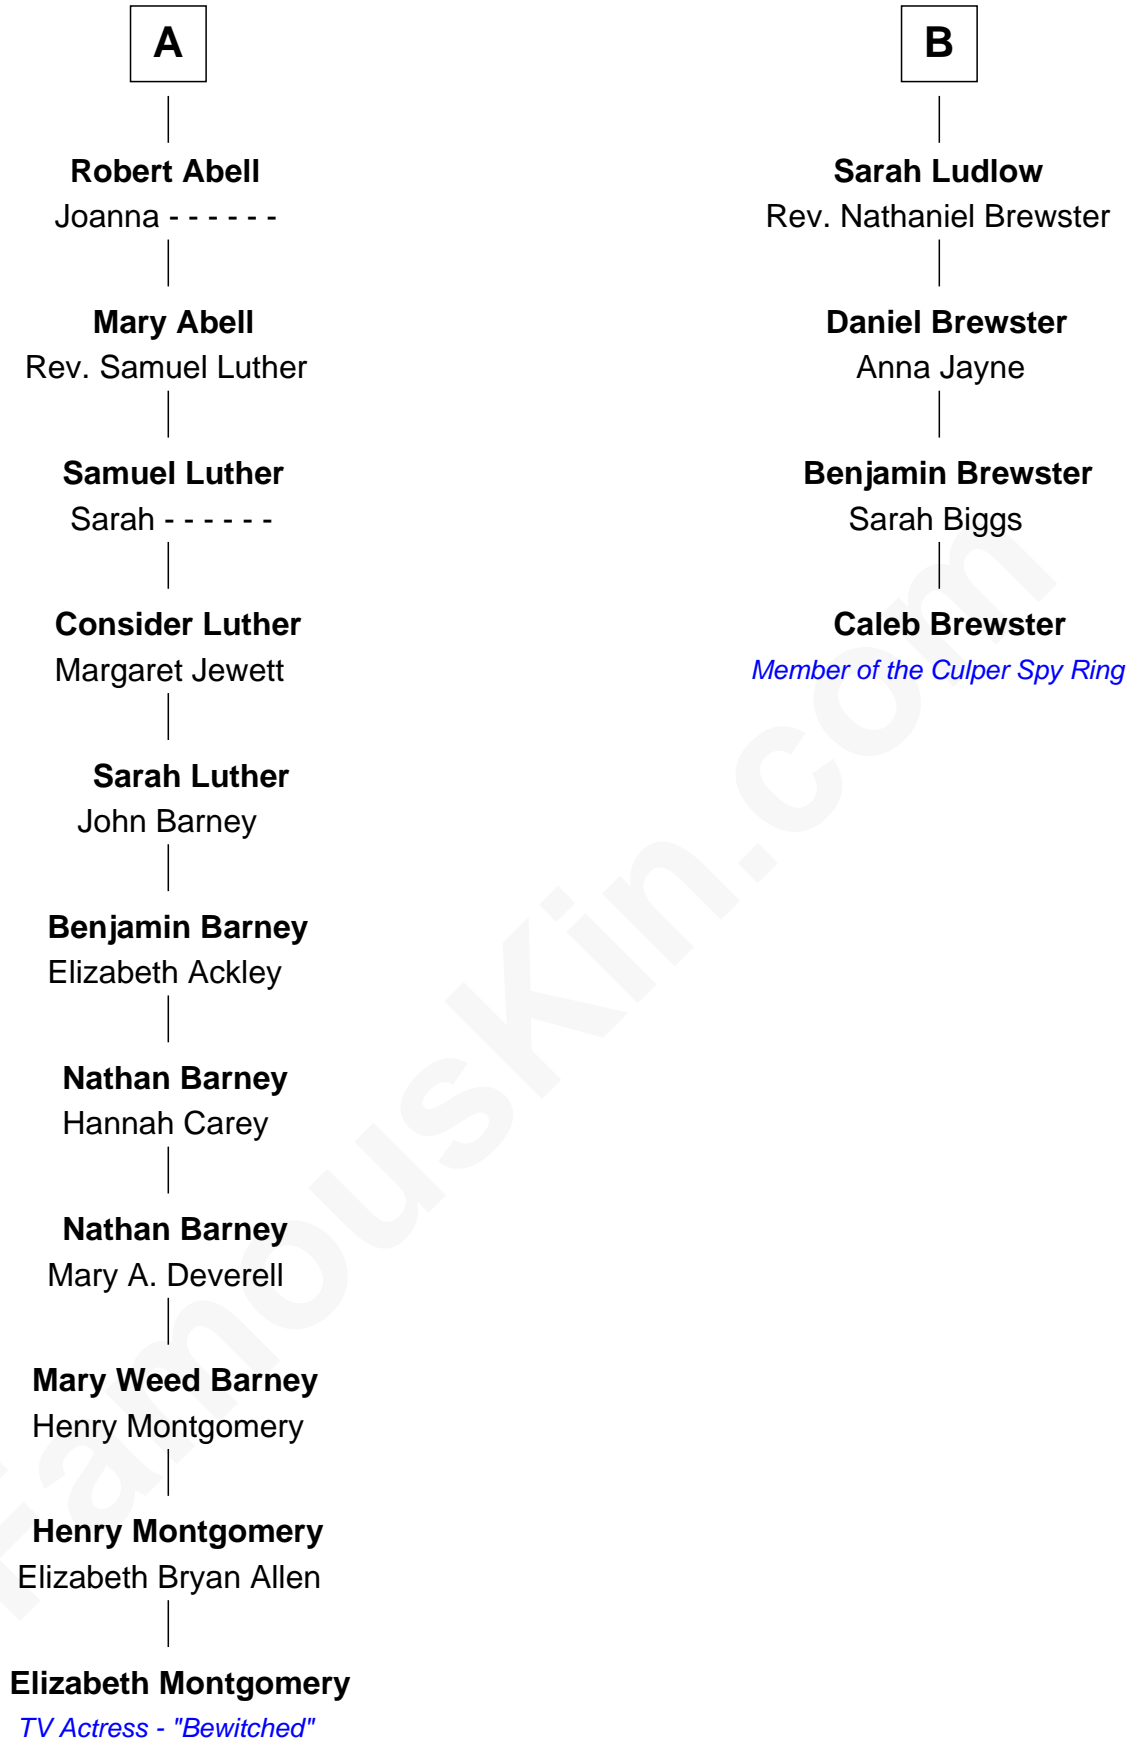 A
Robert Abell
Joanna - - - - - -
Mary Abell
Rev. Samuel Luther
Samuel Luther
Sarah - - - - - -
Consider Luther
Margaret Jewett
Sarah Luther
John Barney
Benjamin Barney
Elizabeth Ackley
Nathan Barney
Hannah Carey
Nathan Barney
Mary A. Deverell
Mary Weed Barney
Henry Montgomery
Henry Montgomery
Elizabeth Bryan Allen
Elizabeth Montgomery
TV Actress - "Bewitched"
B
Sarah Ludlow
Rev. Nathaniel Brewster
Daniel Brewster
Anna Jayne
Benjamin Brewster
Sarah Biggs
Caleb Brewster
Member of the Culper Spy Ring
FamousKin.com